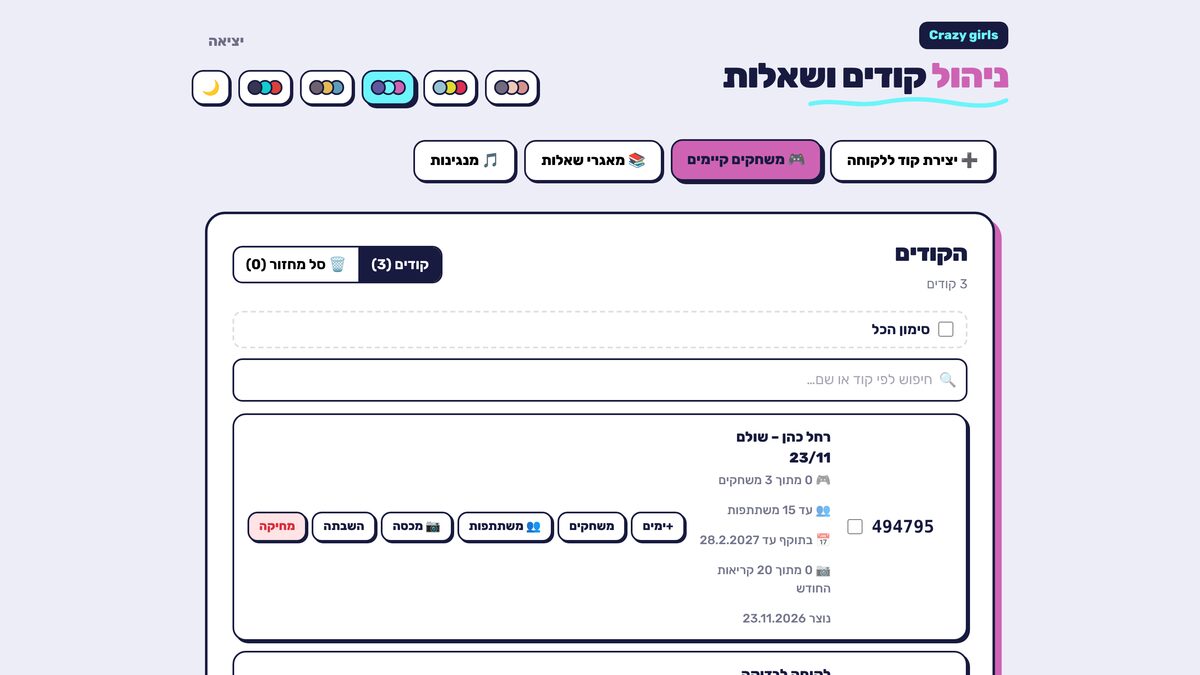 Crazy girls
יציאה
ניהול קודים ושאלות
➕ יצירת קוד ללקוחה
🎮 משחקים קיימים
📚 מאגרי שאלות
🎵 מנגינות
הקודים
3 קודים
קודים (3)
🗑️ סל מחזור (0)
סימון הכל
🔍 חיפוש לפי קוד או שם...
494795
רחל כהן – שולם
23/11
🎮 0 מתוך 3 משחקים
👥 עד 15 משתתפות
📅 בתוקף עד 28.2.2027
📷 0 מתוך 20 קריאות
החודש
נוצר 23.11.2026
+ימים
משחקים
👥 משתתפות
📷 מכסה
השבתה
מחיקה